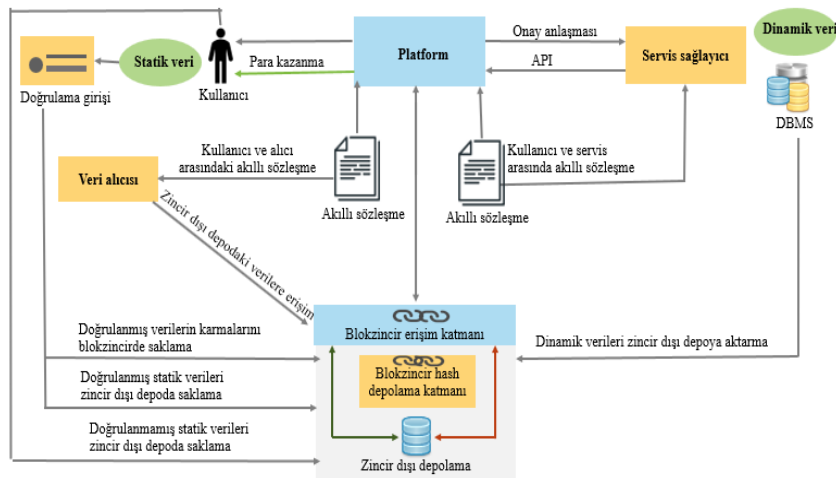 Dinamik veri
Onay anlaşması
Platform
Servis sağlayıcı
Statik veri
Para kazanma
API
Kullanıcı
Doğrulama girişi
DBMS
Kullanıcı ve alıcı
arasındaki akıllı sözleşme
Kullanıcı ve servis
arasında akıllı sözleşme
Veri alıcısı
Akıllı sözleşme
Akıllı sözleşme
Zincir dışı depodaki verilere erişim
Blokzincir erişim katmanı
Doğrulanmış verilerin karmalarını
blokzincirde saklama
Dinamik verileri zincir dışı depoya aktarma
Blokzincir hash
depolama katmanı
Doğrulanmış statik verileri
zincir dışı depoda saklama
Doğrulanmamış statik verileri
zincir dışı depoda saklama
Zincir dışı depolama